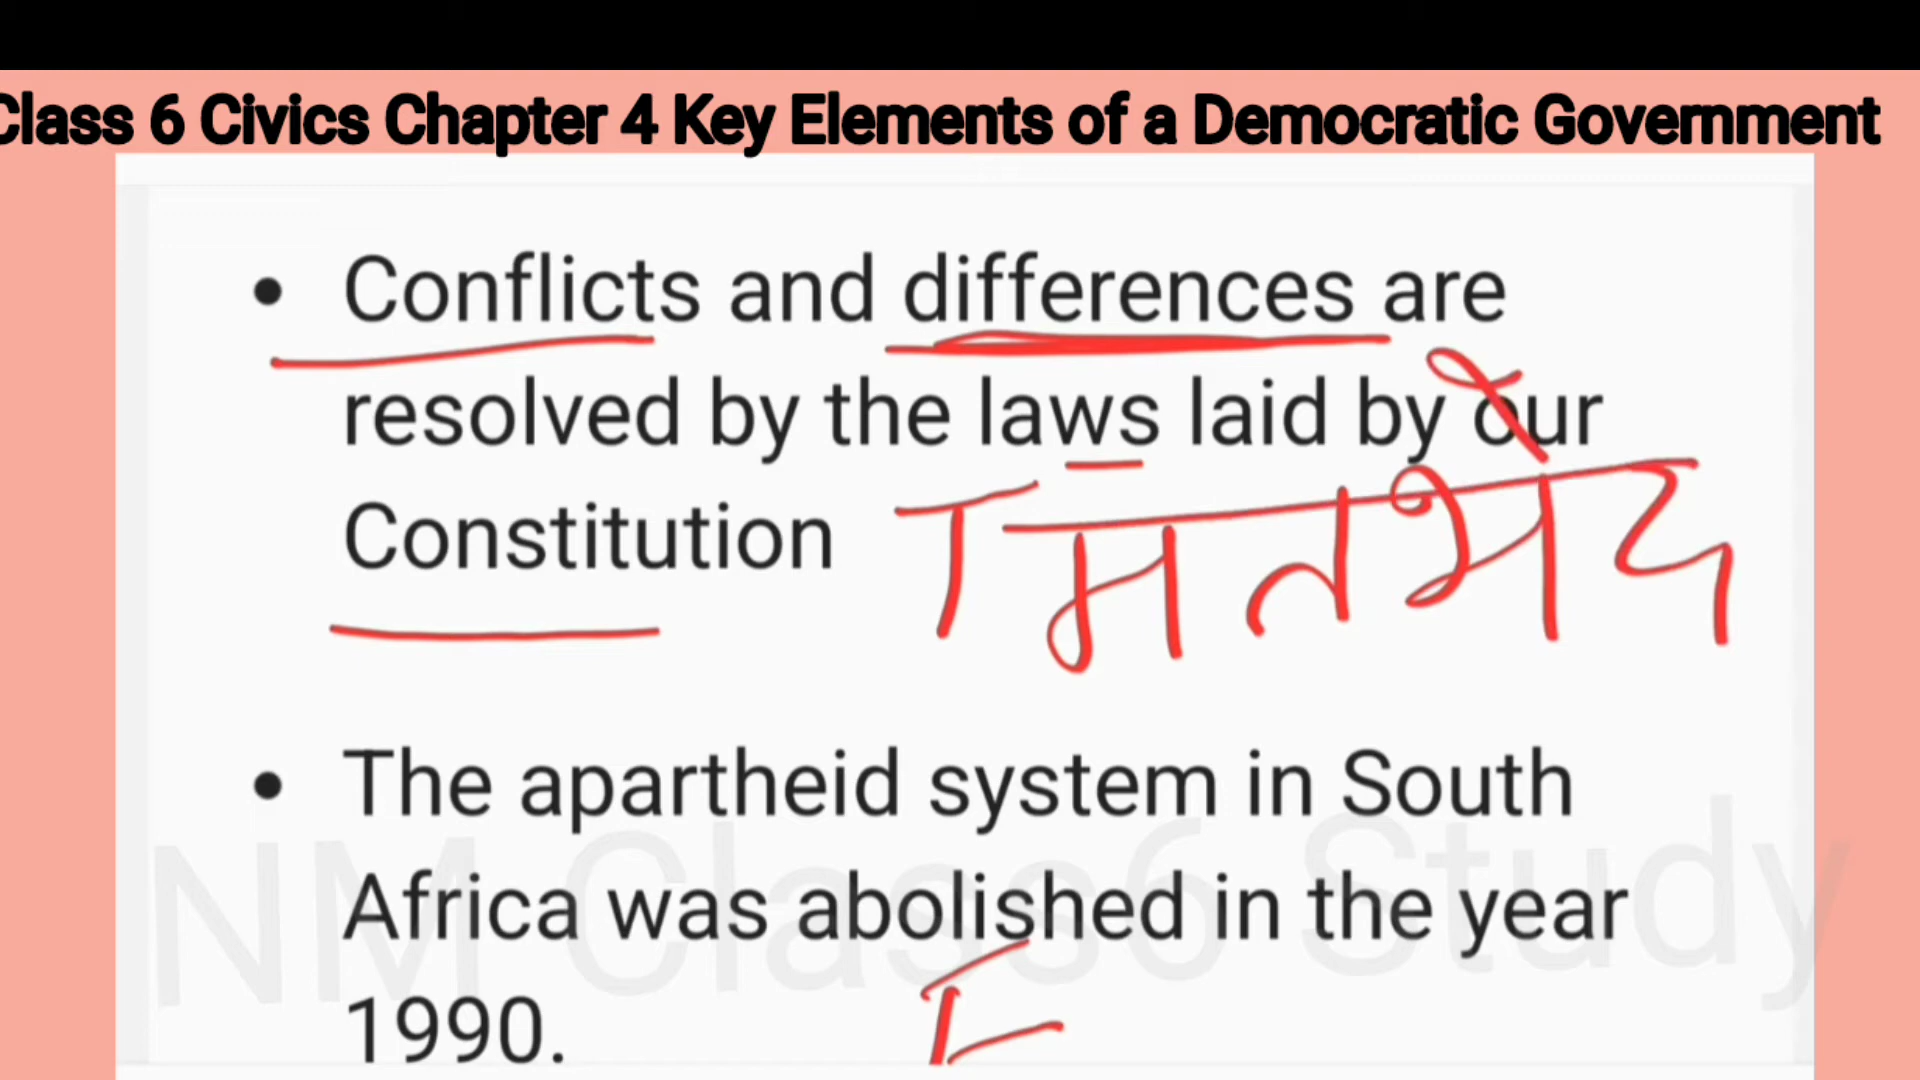 Class 6 Civics Chapter 4 Key Elements of a Democratic Government
• Conflicts and differences are
resolved by the laws laid by our
Constitution
मतभेद
• The apartheid system in South
Africa was abolished in the year
1990.
NM Class6 Study